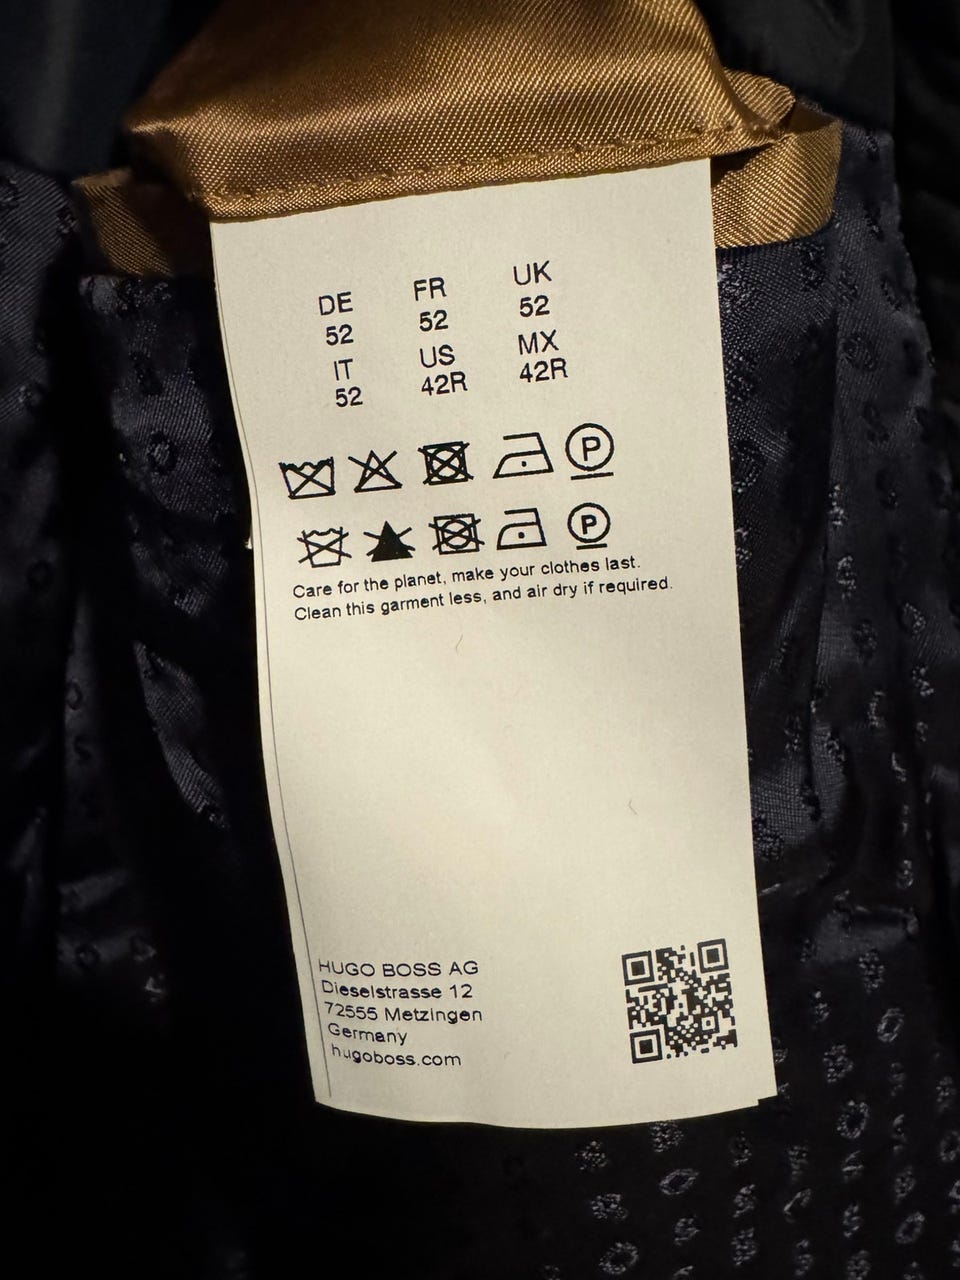 DE FR UK
52 52 52
IT US MX
52 42R 42R
P
P
Care for the planet, make your clothes last.
Clean this garment less, and air dry if required.
HUGO BOSS AG
Dieselstrasse 12
72555 Metzingen
Germany
hugoboss.com